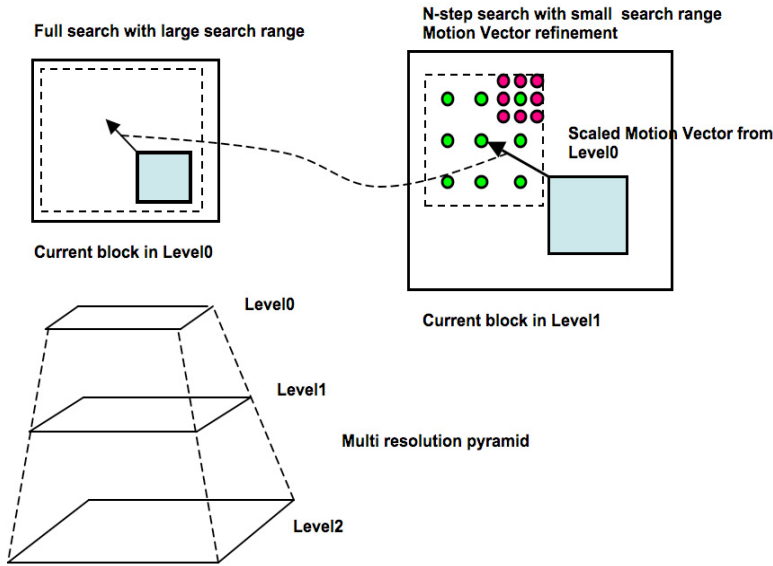 Full search with large search range
N-step search with small search range
Motion Vector refinement
Scaled Motion Vector from
Level0
Current block in Level0
Current block in Level1
Level0
Level1
Multi resolution pyramid
Level2